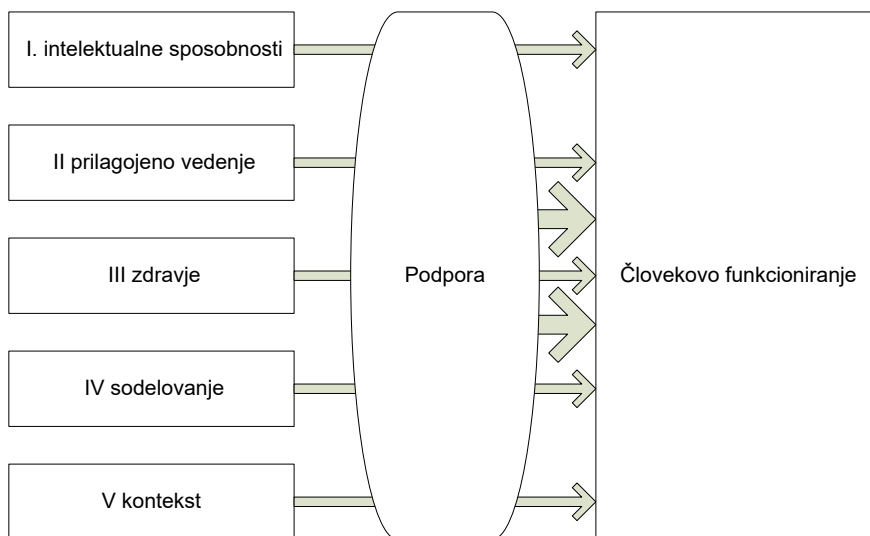 I. intelektualne sposobnosti
II prilagojeno vedenje
III zdravje
IV sodelovanje
V kontekst
Podpora
Človekovo funkcioniranje